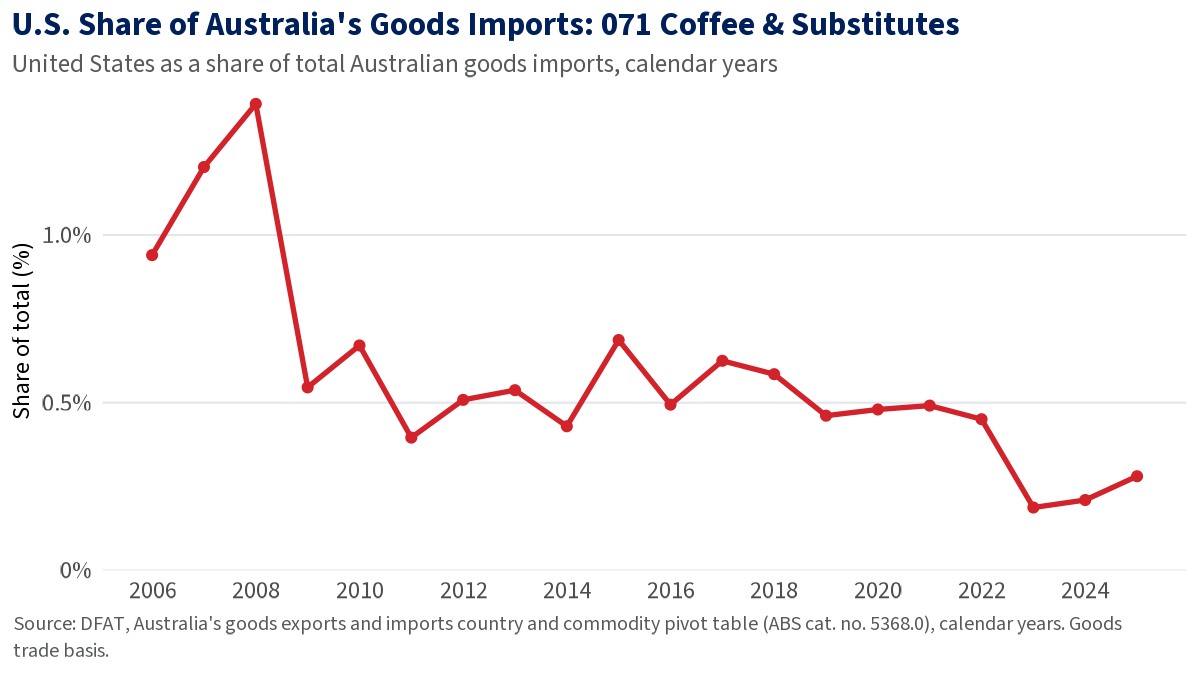 U.S. Share of Australia's Goods Imports: 071 Coffee & Substitutes
United States as a share of total Australian goods imports, calendar years
Share of total (%)
1.0%
0.5%
0%
2006 2008 2010 2012 2014 2016 2018 2020 2022 2024
Source: DFAT, Australia's goods exports and imports country and commodity pivot table (ABS cat. no. 5368.0), calendar years. Goods
trade basis.